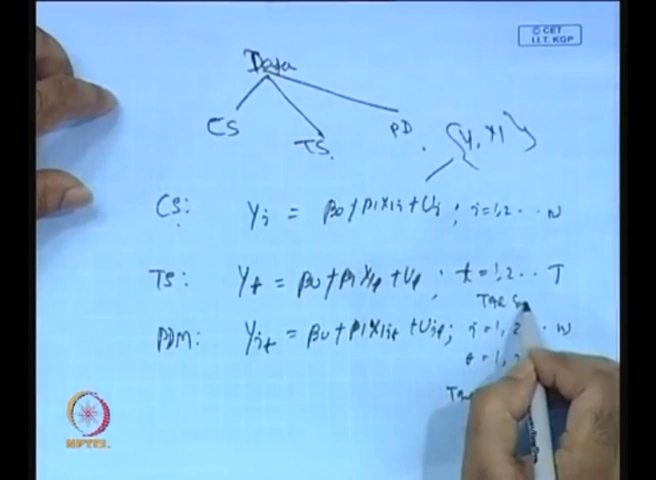 © CET
I.I.T. KGP
Data
CS
TS.
PD.
{Y, X1}
CS: Yi = β0 + β1X1i + Ui ; i = 1, 2 ... N
TS: Yt = β0 + β1X1t + Ut ; t = 1, 2 ... T
PDM: Yit = β0 + β1X1it + Uit ; i = 1, 2 ... N
t = 1,
NPTEL